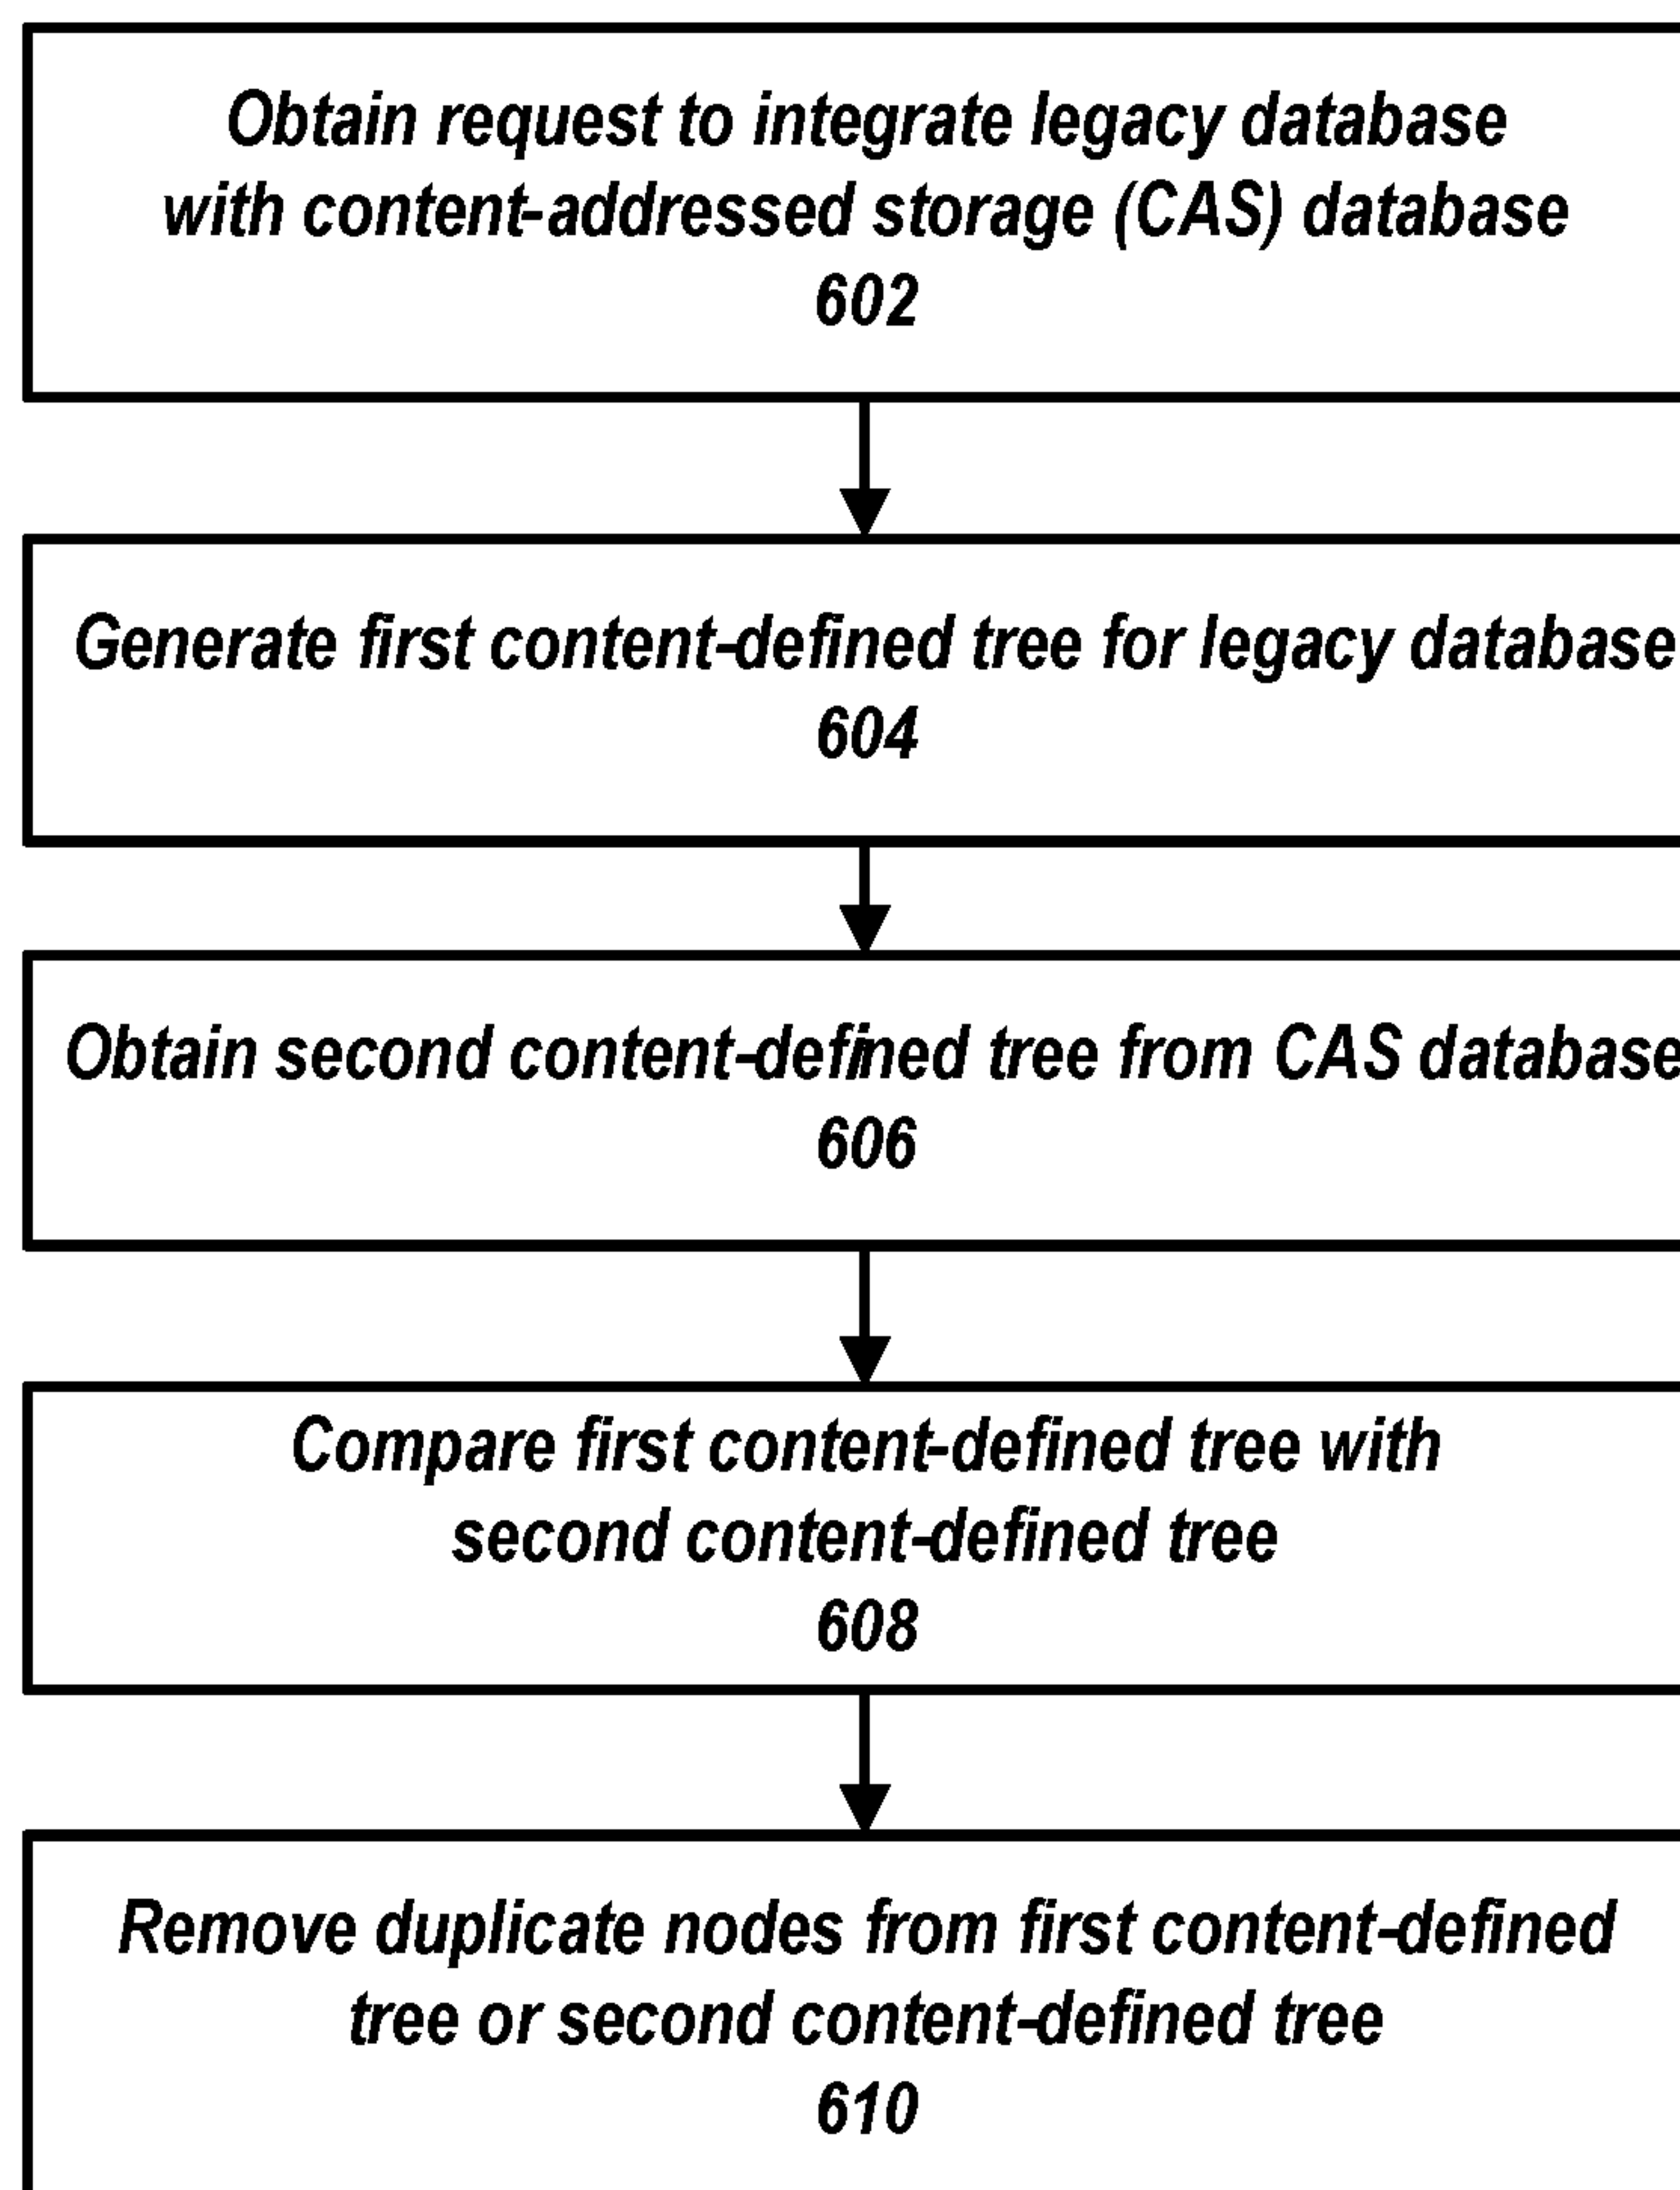 Obtain request to integrate legacy database
with content-addressed storage (CAS) database
602
Generate first content-defined tree for legacy database
604
Obtain second content-defined tree from CAS database
606
Compare first content-defined tree with
second content-defined tree
608
Remove duplicate nodes from first content-defined
tree or second content-defined tree
610